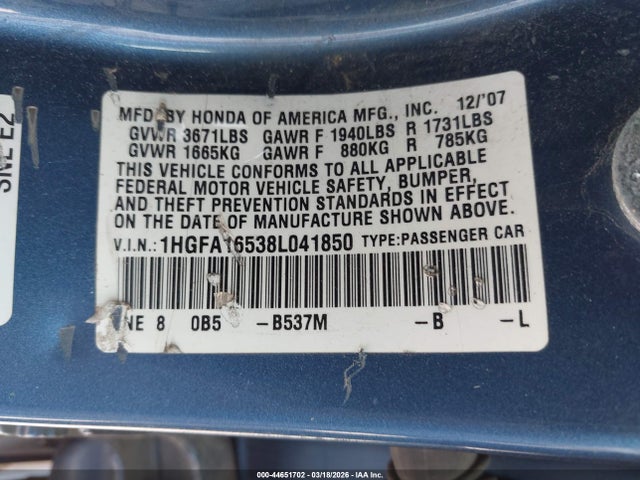 MFD. BY HONDA OF AMERICA MFG., INC. 12/'07
GVWR 3671LBS GAWR F 1940LBS R 1731LBS
GVWR 1665KG GAWR F 880KG R 785KG
THIS VEHICLE CONFORMS TO ALL APPLICABLE
FEDERAL MOTOR VEHICLE SAFETY, BUMPER,
AND THEFT PREVENTION STANDARDS IN EFFECT
ON THE DATE OF MANUFACTURE SHOWN ABOVE.
V.I.N.: 1HGFA16538L041850 TYPE:PASSENGER CAR
NE 8 0B5 -B537M -B -L
000-44651702 | 03/18/2026 | IAA Inc.